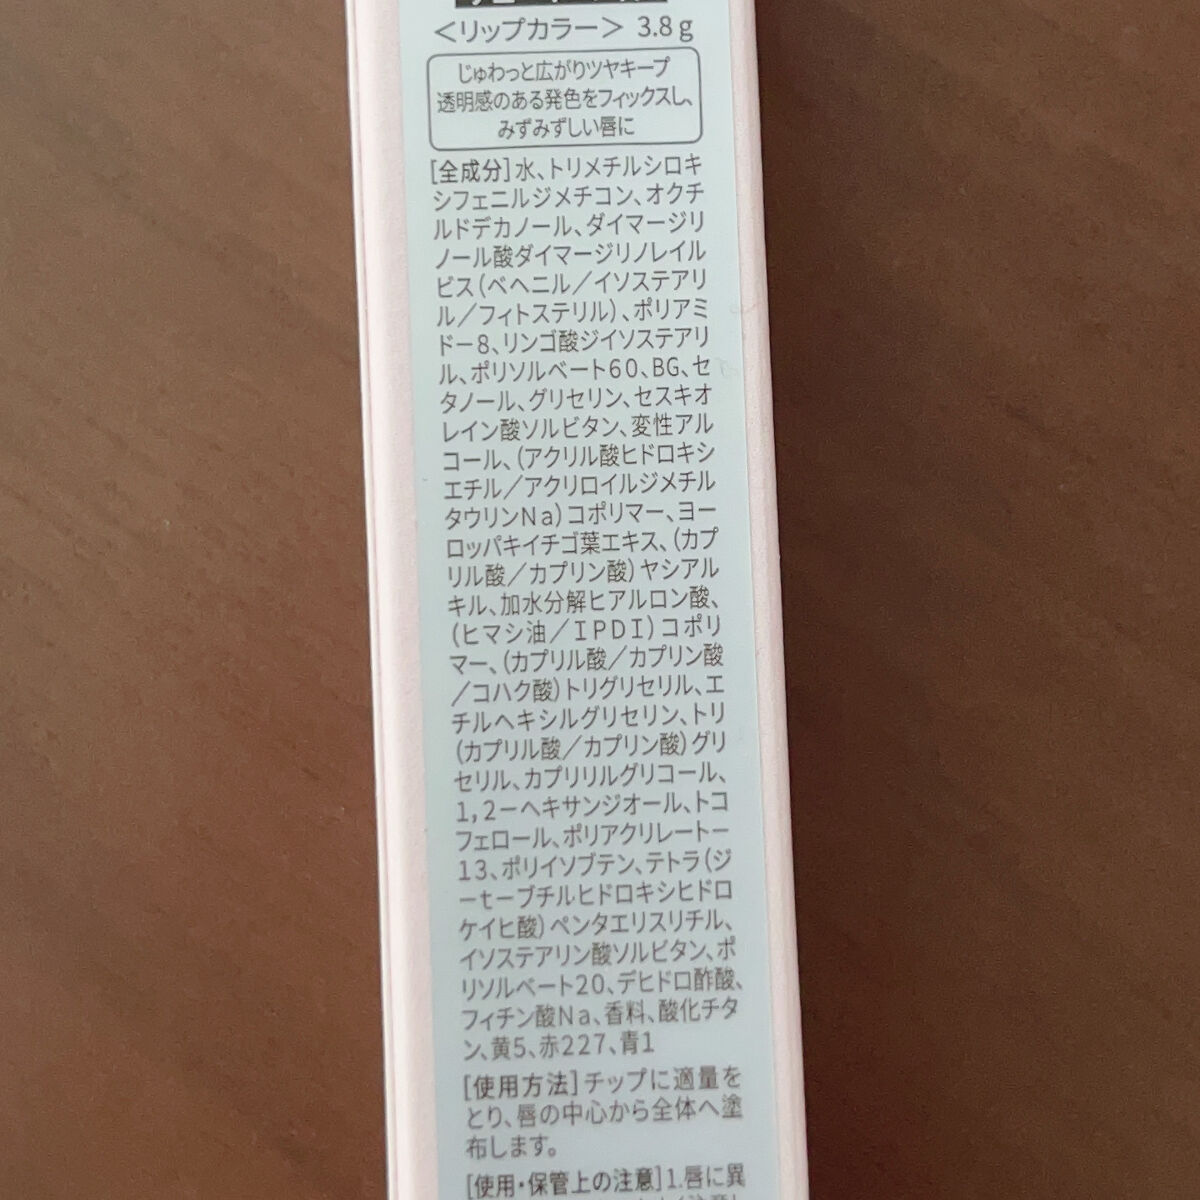 ＜リップカラー＞ 3.8g
じゅわっと広がりツヤキープ
透明感のある発色をフィックスし、
みずみずしい唇に
[全成分]水、トリメチルシロキ
シフェニルジメチコン、オクチ
ルドデカノール、ダイマージリ
ノール酸ダイマージリノレイル
ビス(ベヘニル／イソステアリ
ル／フィトステリル)、ポリアミ
ドー8、リンゴ酸ジイソステアリ
ル、ポリソルベート60、BG、セ
タノール、グリセリン、セスキオ
レイン酸ソルビタン、変性アル
コール、(アクリル酸ヒドロキシ
エチル／アクリロイルジメチル
タウリンNa)コポリマー、ヨー
ロッパキイチゴ葉エキス、(カプ
リル酸／カプリン酸)ヤシアル
キル、加水分解ヒアルロン酸、
(ヒマシ油／IPDI)コポリ
マー、(カプリル酸／カプリン酸
／コハク酸)トリグリセリル、エ
チルヘキシルグリセリン、トリ
(カプリル酸／カプリン酸)グリ
セリル、カプリリルグリコール、
1,2ーヘキサンジオール、トコ
フェロール、ポリアクリレートー
13、ポリイソブテン、テトラ(ジ
ーtーブチルヒドロキシヒドロ
ケイヒ酸)ペンタエリスリチル、
イソステアリン酸ソルビタン、ポ
リソルベート20、デヒドロ酢酸、
フィチン酸Na、香料、酸化チタ
ン、黄5、赤227、青1
[使用方法]チップに適量を
とり、唇の中心から全体へ塗
布します。
[使用・保管上の注意]1.唇に異